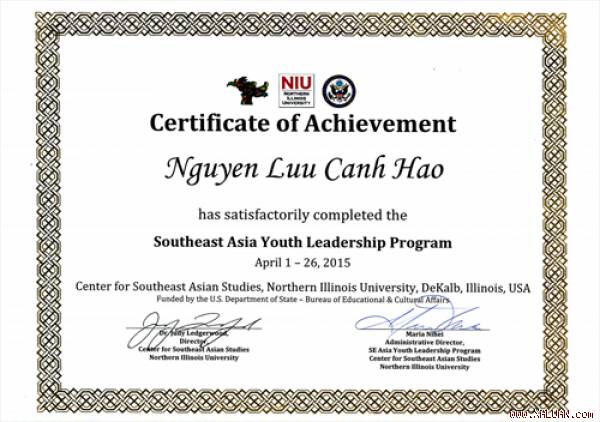 NIU
NORTHERN
ILLINOIS
UNIVERSITY
Certificate of Achievement
Nguyen Luu Canh Hao
has satisfactorily completed the
Southeast Asia Youth Leadership Program
April 1 – 26, 2015
Center for Southeast Asian Studies, Northern Illinois University, DeKalb, Illinois, USA
Funded by the U.S. Department of State – Bureau of Educational & Cultural Affairs
Dr. Judy Ledgerwood,
Director,
Center for Southeast Asian Studies
Northern Illinois University
Maria Nihei
Administrative Director,
SE Asia Youth Leadership Program
Center for Southeast Asian Studies
Northern Illinois University
www.XALUAN.com